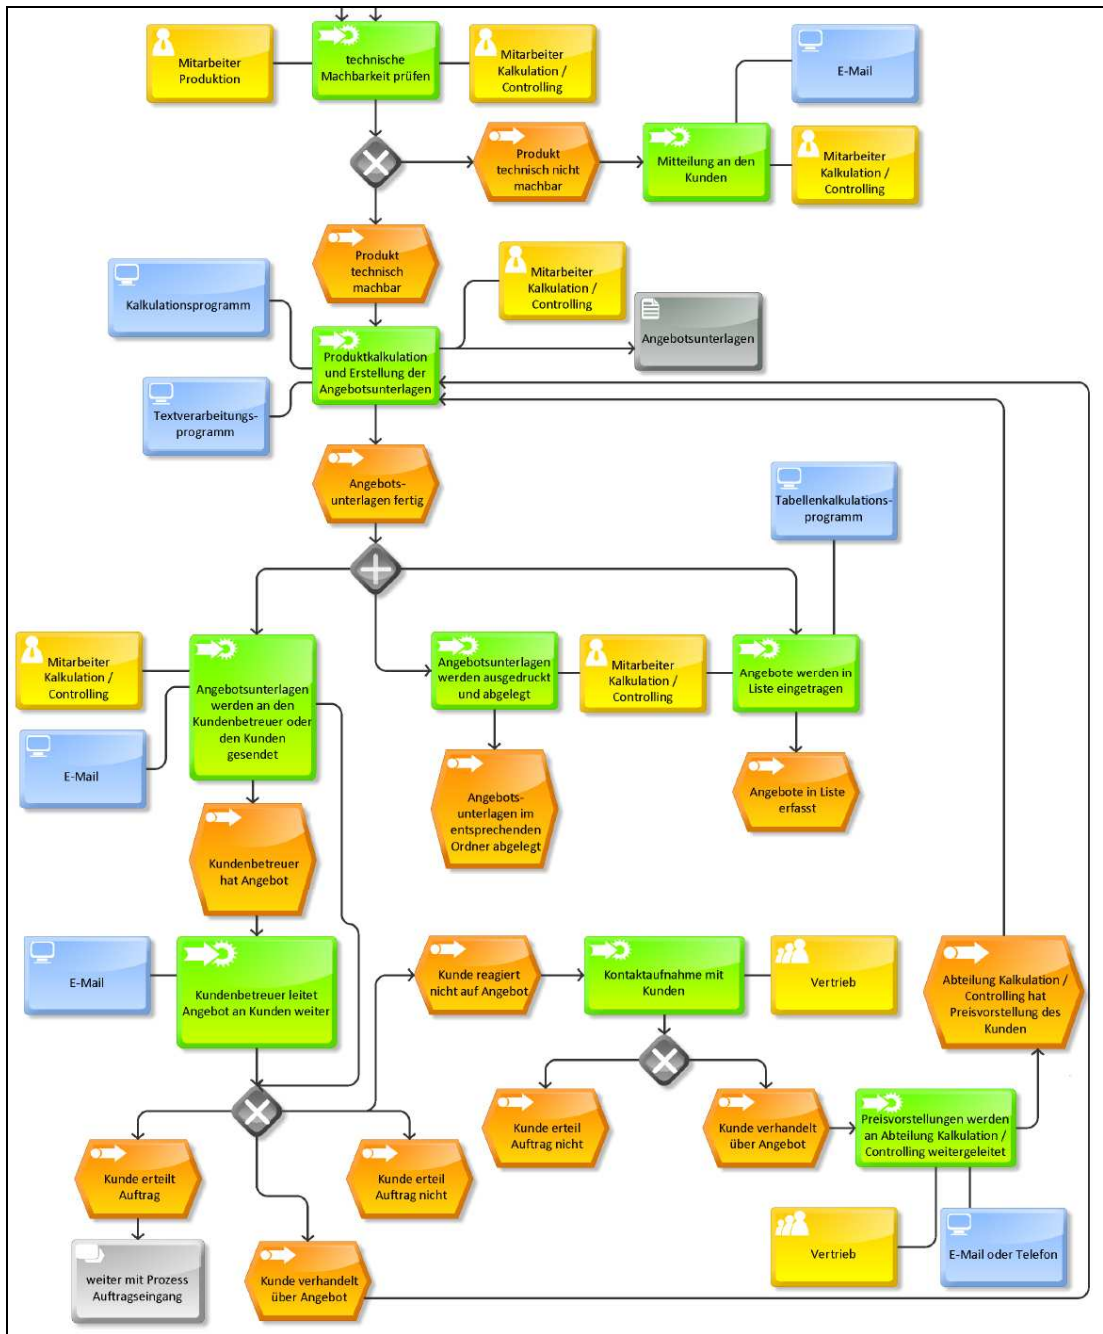 Mitarbeiter
Produktion
technische
Machbarkeit prüfen
Mitarbeiter
Kalkulation /
Controlling
E-Mail
Produkt
technisch nicht
machbar
Mitteilung an den
Kunden
Mitarbeiter
Kalkulation /
Controlling
Produkt
technisch
machbar
Mitarbeiter
Kalkulation /
Controlling
Kalkulationsprogramm
Angebotsunterlagen
Produktkalkulation
und Erstellung der
Angebotsunterlagen
Textverarbeitungs-
programm
Angebots-
unterlagen fertig
Tabellenkalkulations-
programm
Mitarbeiter
Kalkulation /
Controlling
Angebotsunterlagen
werden an den
Kundenbetreuer oder
den Kunden
gesendet
Angebotsunterlagen
werden ausgedruckt
und abgelegt
Mitarbeiter
Kalkulation /
Controlling
Angebote werden in
Liste eingetragen
E-Mail
Angebots-
unterlagen im
entsprechenden
Ordner abgelegt
Angebote in Liste
erfasst
Kundenbetreuer
hat Angebot
E-Mail
Kundenbetreuer leitet
Angebot an Kunden weiter
Kunde reagiert
nicht auf Angebot
Kontaktaufnahme mit
Kunden
Vertrieb
Abteilung Kalkulation /
Controlling hat
Preisvorstellung des
Kunden
Kunde erteil
Auftrag nicht
Kunde verhandelt
über Angebot
Preisvorstellungen werden
an Abteilung Kalkulation /
Controlling weitergeleitet
Kunde erteilt
Auftrag
Kunde erteil
Auftrag nicht
Vertrieb
E-Mail oder Telefon
weiter mit Prozess
Auftragseingang
Kunde verhandelt
über Angebot